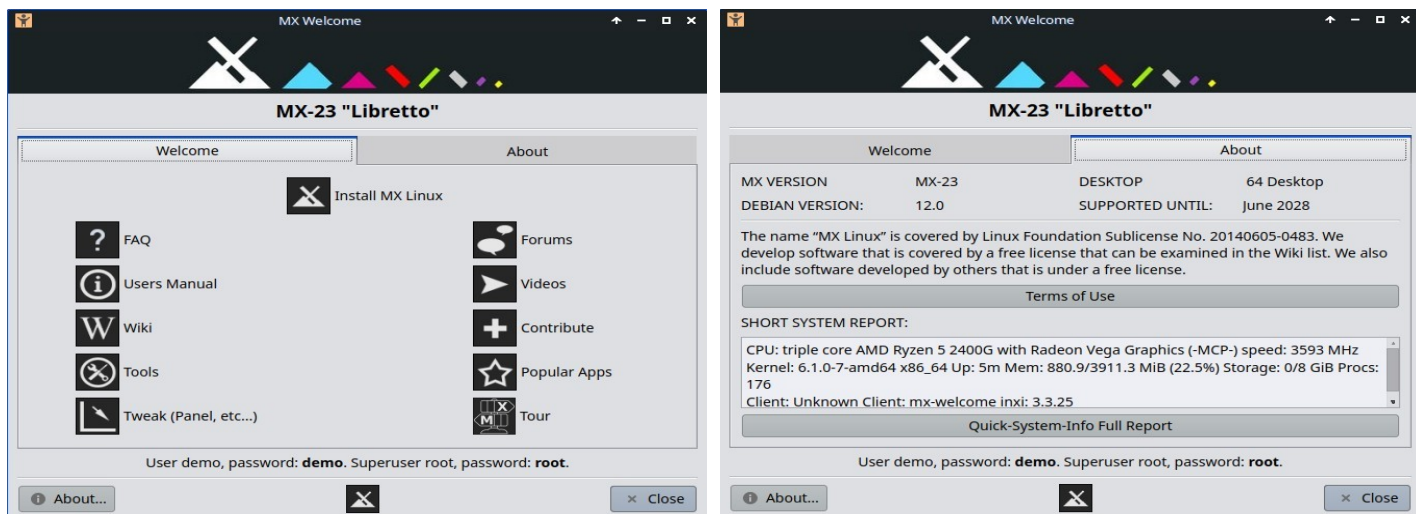 MX Welcome
MX-23 "Libretto"
Welcome
About
Install MX Linux
? FAQ
Forums
Users Manual
Videos
W Wiki
Contribute
Tools
Popular Apps
Tweak (Panel, etc...)
MX Tour
User demo, password: demo. Superuser root, password: root.
About...
Close
MX Welcome
MX-23 "Libretto"
Welcome
About
MX VERSION MX-23 DESKTOP 64 Desktop
DEBIAN VERSION: 12.0 SUPPORTED UNTIL: June 2028
The name “MX Linux” is covered by Linux Foundation Sublicense No. 20140605-0483. We
develop software that is covered by a free license that can be examined in the Wiki list. We also
include software developed by others that is under a free license.
Terms of Use
SHORT SYSTEM REPORT:
CPU: triple core AMD Ryzen 5 2400G with Radeon Vega Graphics (-MCP-) speed: 3593 MHz
Kernel: 6.1.0-7-amd64 x86_64 Up: 5m Mem: 880.9/3911.3 MiB (22.5%) Storage: 0/8 GiB Procs:
176
Client: Unknown Client: mx-welcome inxi: 3.3.25
Quick-System-Info Full Report
User demo, password: demo. Superuser root, password: root.
About...
Close